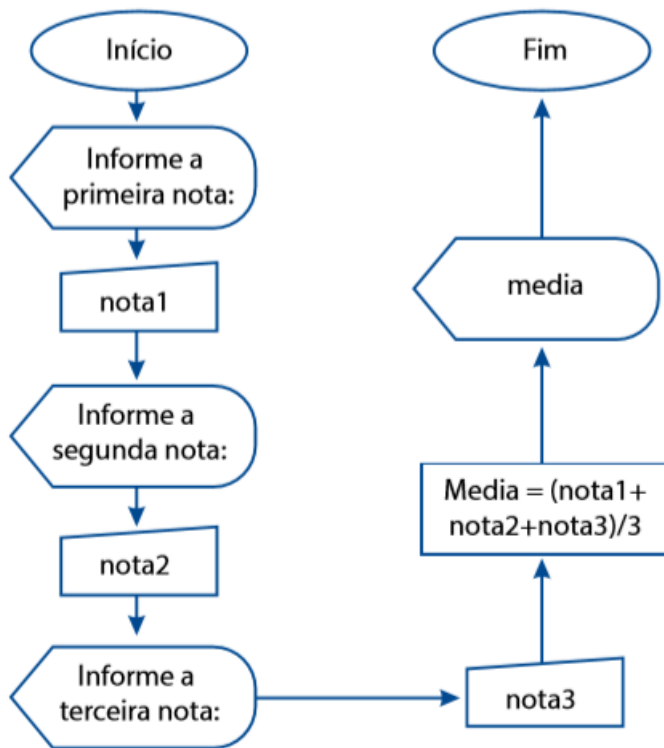 Início
Informe a
primeira nota:
nota1
Informe a
segunda nota:
nota2
Informe a
terceira nota:
nota3
Media = (nota1+
nota2+nota3)/3
media
Fim